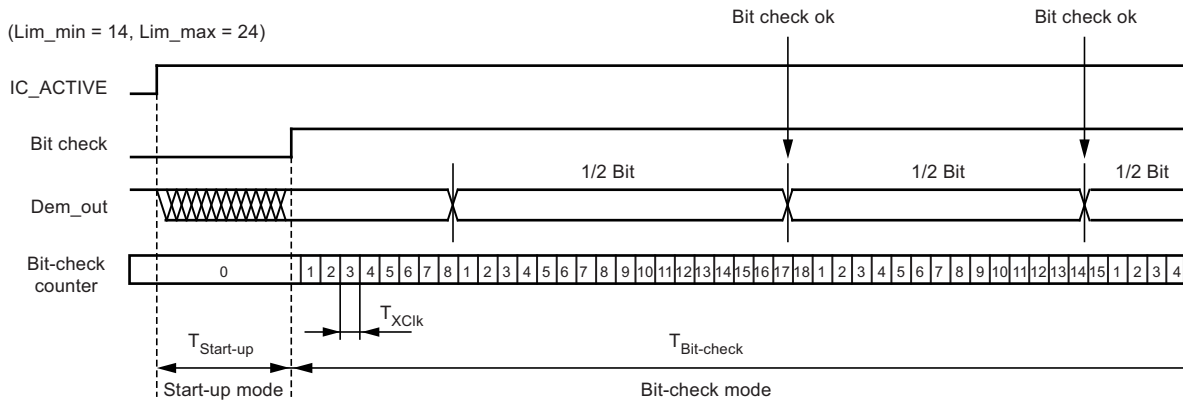 Bit check ok Bit check ok
(Lim_min = 14, Lim_max = 24)
IC_ACTIVE
Bit check
1/2 Bit 1/2 Bit 1/2 Bit
Dem_out
Bit-check
counter
0 1 2 3 4 5 6 7 8 1 2 3 4 5 6 7 8 9 10 11 12 13 14 15 16 17 18 1 2 3 4 5 6 7 8 9 10 11 12 13 14 15 1 2 3 4
TXClk
TStart-up TBit-check
Start-up mode Bit-check mode